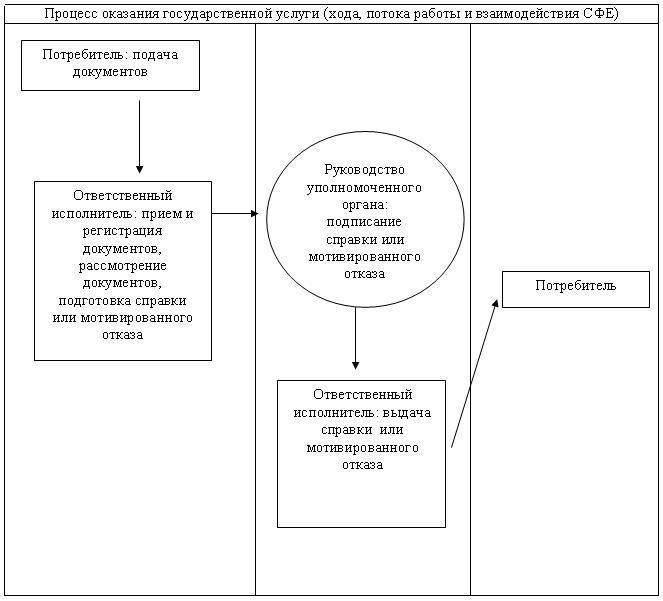 Процесс оказания государственной услуги (хода, потока работы и взаимодействия СФЕ)
Потребитель: подача
документов
Ответственный
исполнитель: прием и
регистрация
документов,
рассмотрение
документов,
подготовка справки
или мотивированного
отказа
Руководство
уполномоченного
органа:
подписание
справки или
мотивированного
отказа
Ответственный
исполнитель: выдача
справки или
мотивированного
отказа
Потребитель